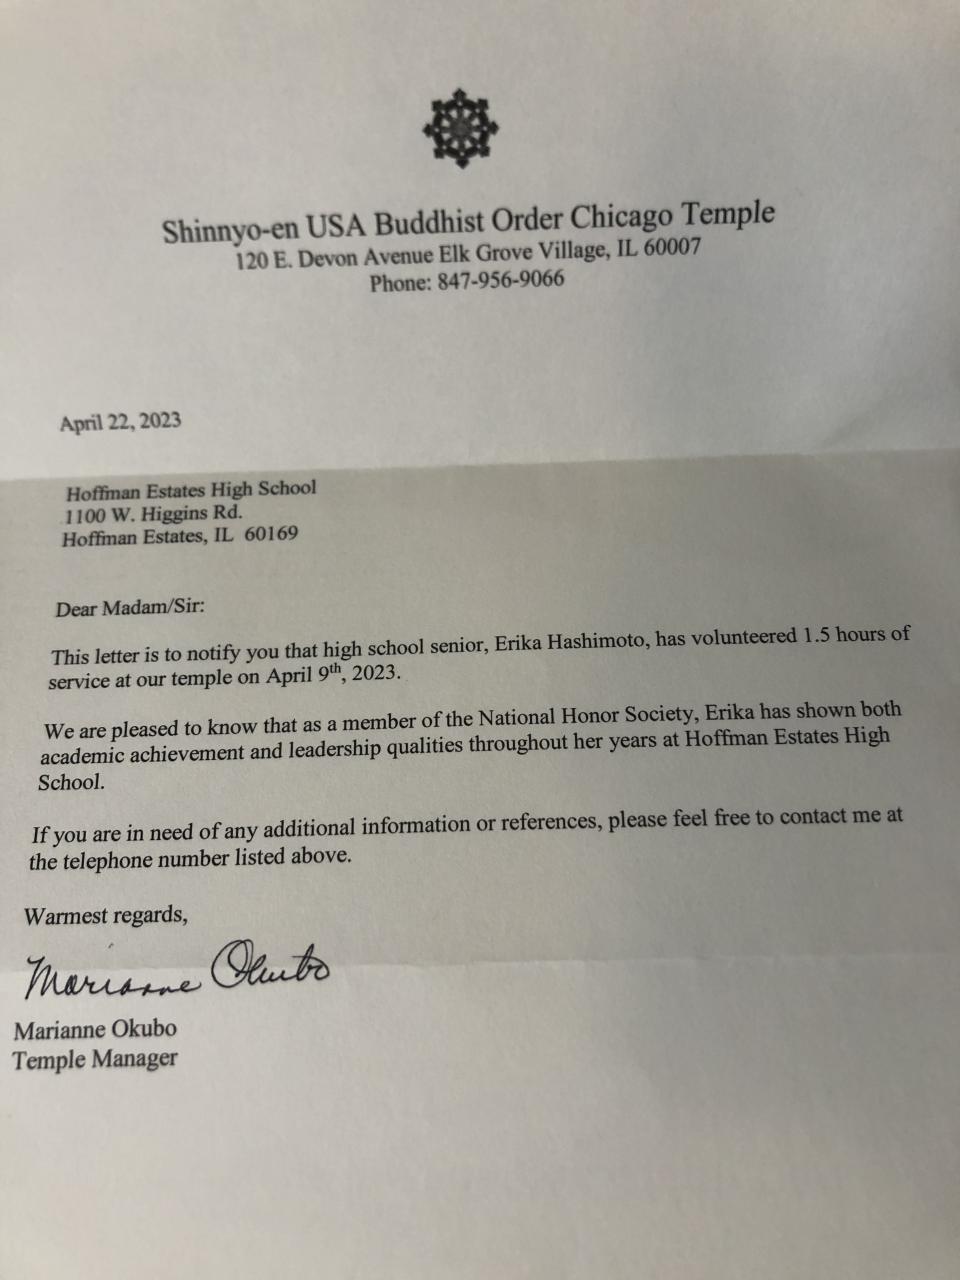 Shinnyo-en USA Buddhist Order Chicago Temple
120 E. Devon Avenue Elk Grove Village, IL 60007
Phone: 847-956-9066
April 22, 2023
Hoffman Estates High School
1100 W. Higgins Rd.
Hoffman Estates, IL 60169
Dear Madam/Sir:
This letter is to notify you that high school senior, Erika Hashimoto, has volunteered 1.5 hours of
service at our temple on April 9th, 2023.
We are pleased to know that as a member of the National Honor Society, Erika has shown both
academic achievement and leadership qualities throughout her years at Hoffman Estates High
School.
If you are in need of any additional information or references, please feel free to contact me at
the telephone number listed above.
Warmest regards,
Marianne Okubo
Marianne Okubo
Temple Manager